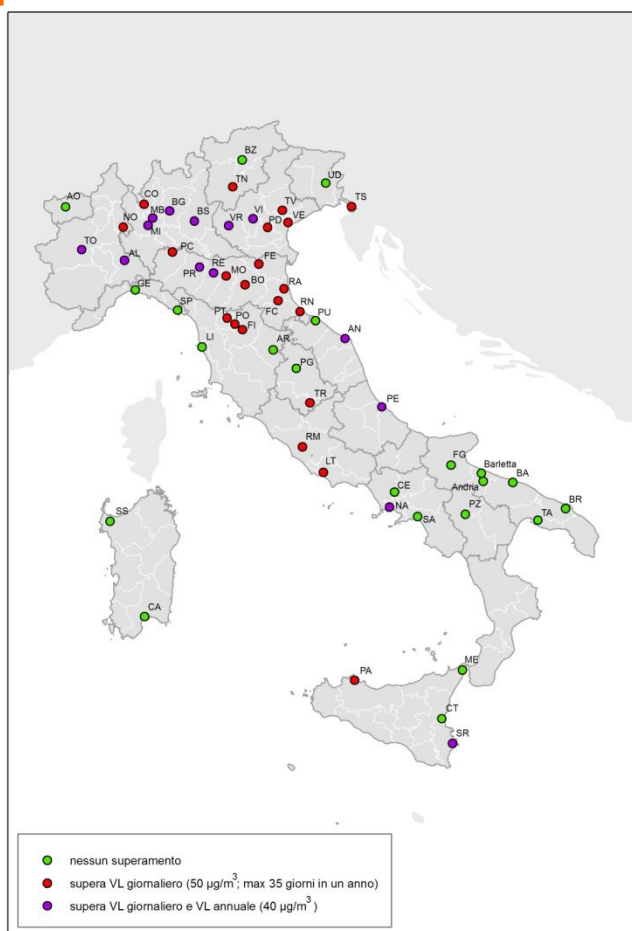 BZ
TN
UD
AO
CO
MB
BG
BS
VR
VI
TV
VE
PD
TS
NO
MI
TO
AL
PC
PR
RE
MO
FE
BO
RA
GE
SP
FC
RN
PT
PO
FI
PU
AN
LI
AR
PG
TR
PE
RM
LT
FG
Barletta
Andria
BA
CE
NA
SA
PZ
TA
BR
SS
CA
PA
ME
CT
SR
nessun superamento
supera VL giornaliero (50 µg/m³; max 35 giorni in un anno)
supera VL giornaliero e VL annuale (40 µg/m³ )